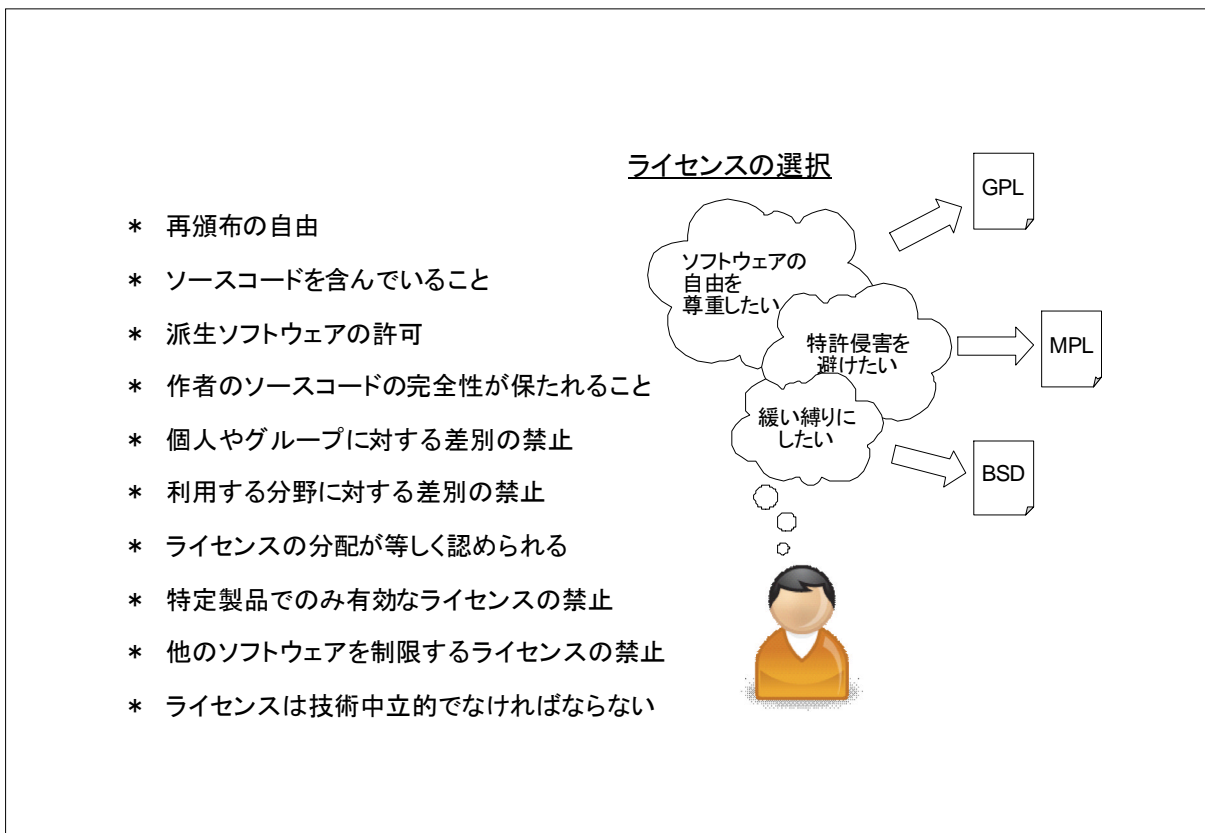 ライセンスの選択
* 再頒布の自由
* ソースコードを含んでいること
* 派生ソフトウェアの許可
* 作者のソースコードの完全性が保たれること
* 個人やグループに対する差別の禁止
* 利用する分野に対する差別の禁止
* ライセンスの分配が等しく認められる
* 特定製品でのみ有効なライセンスの禁止
* 他のソフトウェアを制限するライセンスの禁止
* ライセンスは技術中立的でなければならない
ソフトウェアの
自由を
尊重したい
特許侵害を
避けたい
緩い縛りに
したい
GPL
MPL
BSD